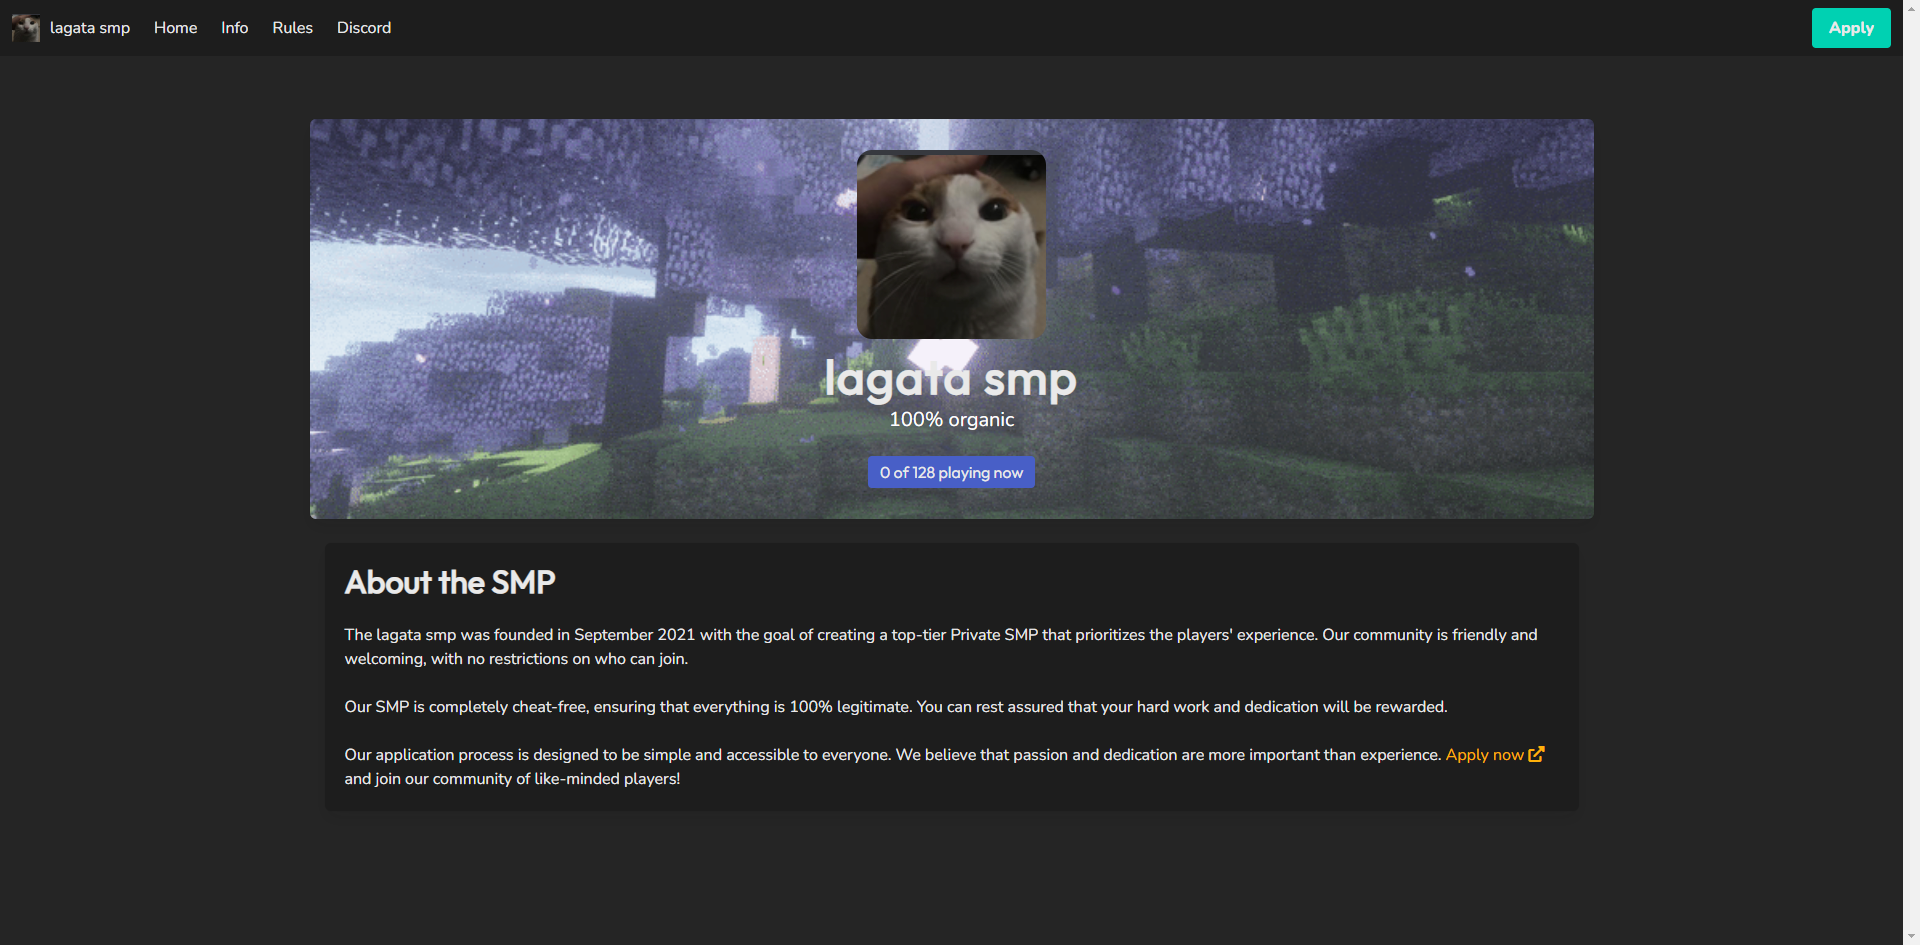 lagata smp Home Info Rules Discord Apply
lagata smp
100% organic
0 of 128 playing now
About the SMP
The lagata smp was founded in September 2021 with the goal of creating a top-tier Private SMP that prioritizes the players' experience. Our community is friendly and
welcoming, with no restrictions on who can join.
Our SMP is completely cheat-free, ensuring that everything is 100% legitimate. You can rest assured that your hard work and dedication will be rewarded.
Our application process is designed to be simple and accessible to everyone. We believe that passion and dedication are more important than experience. Apply now
and join our community of like-minded players!